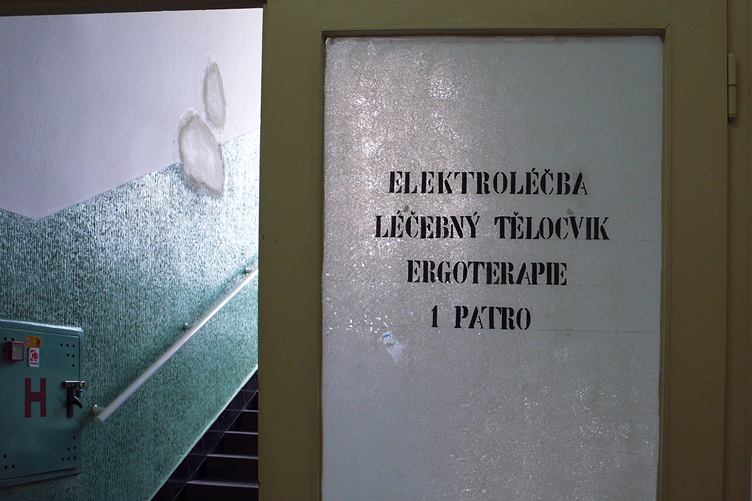 ELEKTROLÉČBA
LÉČEBNÝ TĚLOCVIK
ERGOTERAPIE
1 PATRO
H